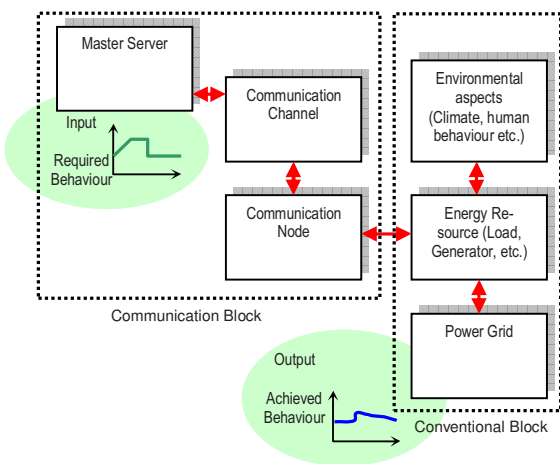 Master Server
Input
Required
Behaviour
Communication
Channel
Communication
Node
Communication Block
Environmental
aspects
(Climate, human
behaviour etc.)
Energy Re-
source (Load,
Generator, etc.)
Power Grid
Output
Achieved
Behaviour
Conventional Block